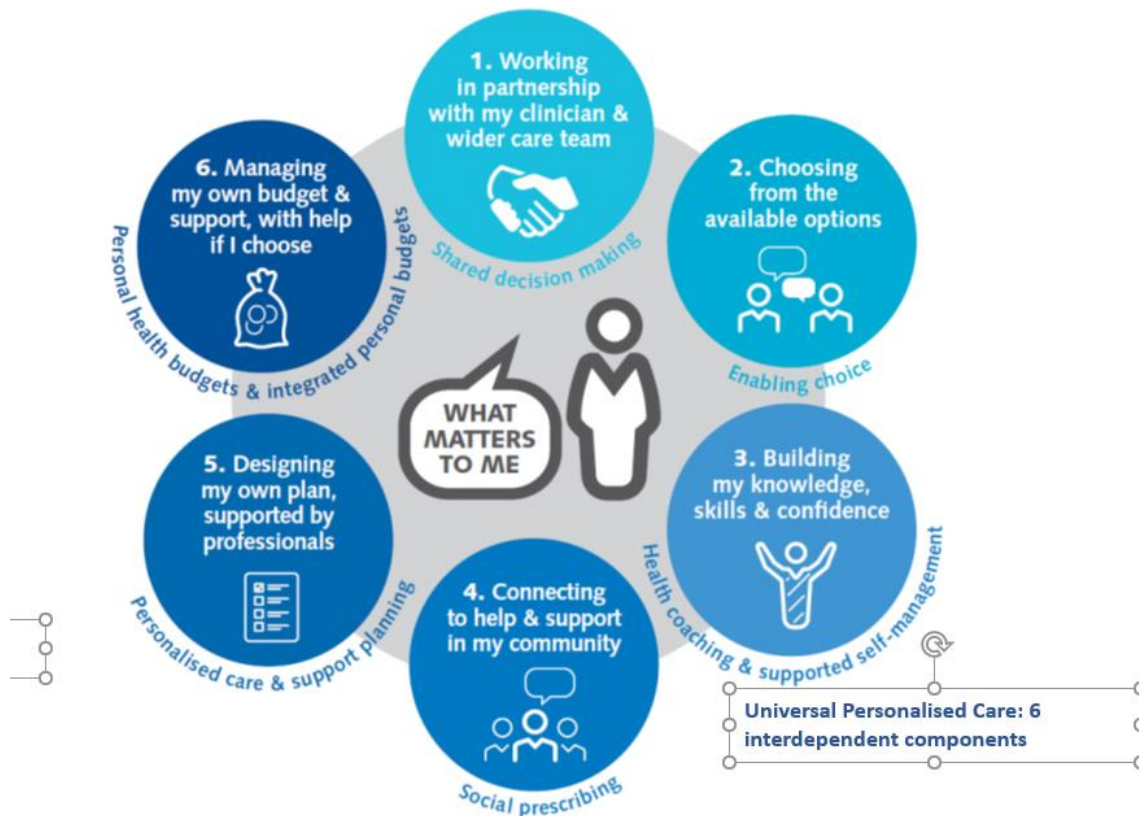 1. Working
in partnership
with my clinician &
wider care team
Shared decision making
2. Choosing
from the
available options
Enabling choice
3. Building
my knowledge,
skills & confidence
Health coaching & supported self-management
4. Connecting
to help & support
in my community
Social prescribing
5. Designing
my own plan,
supported by
professionals
Personalised care & support planning
6. Managing
my own budget &
support, with help
if I choose
Personal health budgets & integrated personal budgets
WHAT
MATTERS
TO ME
Universal Personalised Care: 6
interdependent components